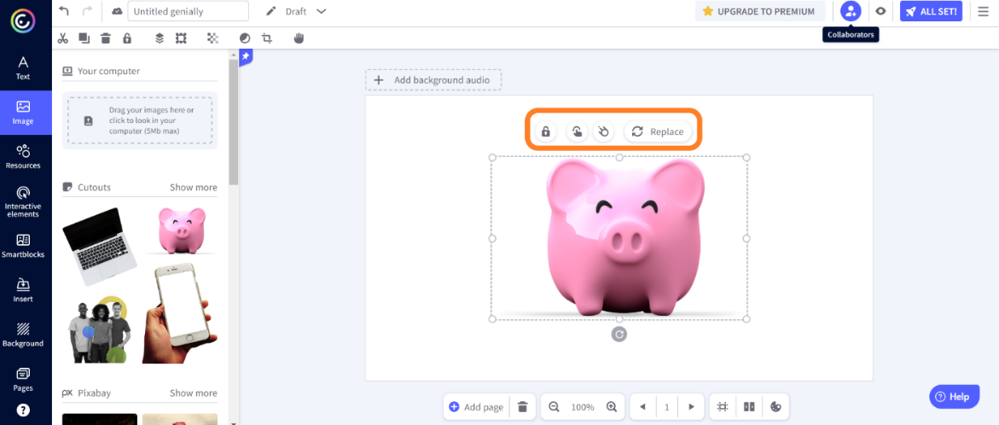 Untitled genially
Draft
UPGRADE TO PREMIUM
ALL SET!
Collaborators
Text
Image
Resources
Interactive
elements
Smartblocks
Insert
Background
Pages
Your computer
Drag your images here or
click to look in your
computer (5Mb max)
Cutouts
Show more
px Pixabay
Show more
Add background audio
Replace
Add page
100%
1
Help